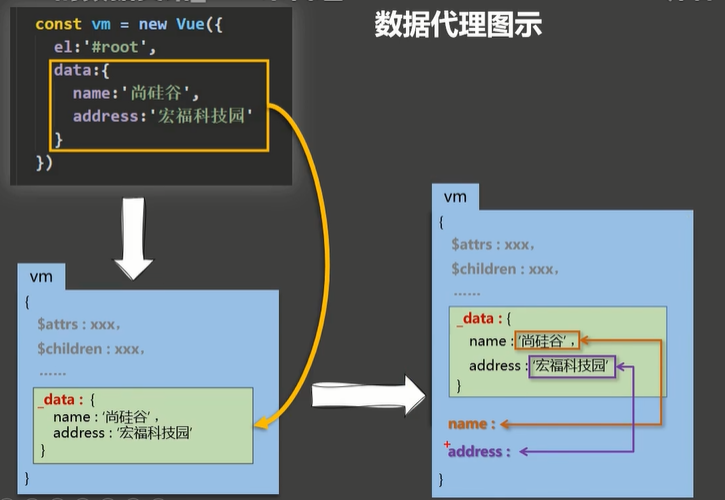 数据代理图示
const vm = new Vue({
el:'#root',
data:{
name:'尚硅谷',
address:'宏福科技园'
}
})
vm
{
$attrs : xxx,
$children : xxx,
……
_data : {
name : '尚硅谷' ,
address : '宏福科技园'
}
}
vm
{
$attrs : xxx,
$children : xxx,
……
_data : {
name : '尚硅谷' ,
address : '宏福科技园'
}
name :
address :
}